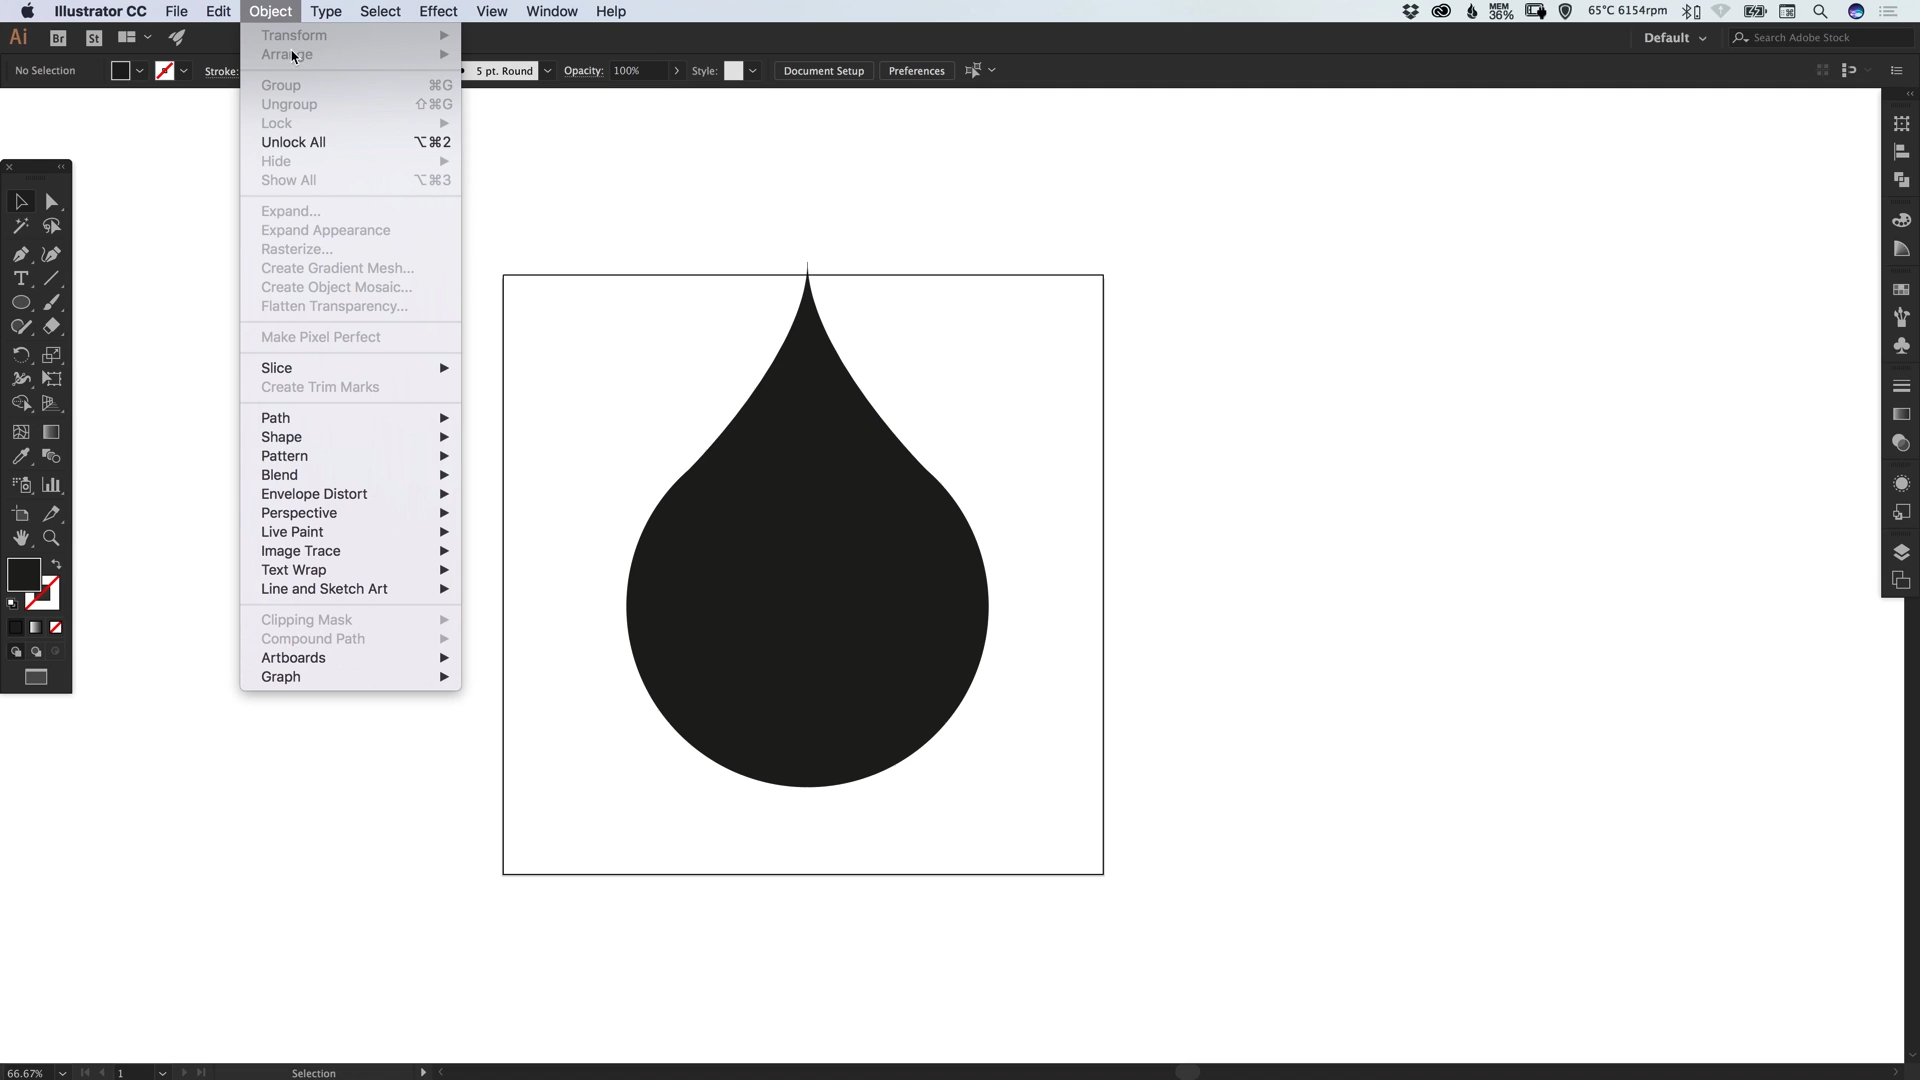 Illustrator CC File Edit Object Type Select Effect View Window Help MEM 36% 65°C 6154rpm
Ai Br St Default Search Adobe Stock
No Selection Stroke: 5 pt. Round Opacity: 100% Style: Document Setup Preferences
Transform
Arrange
Group ⌘G
Ungroup ⇧⌘G
Lock
Unlock All ⌥⌘2
Hide
Show All ⌥⌘3
Expand...
Expand Appearance
Rasterize...
Create Gradient Mesh...
Create Object Mosaic...
Flatten Transparency...
Make Pixel Perfect
Slice
Create Trim Marks
Path
Shape
Pattern
Blend
Envelope Distort
Perspective
Live Paint
Image Trace
Text Wrap
Line and Sketch Art
Clipping Mask
Compound Path
Artboards
Graph
66.67% 1 Selection